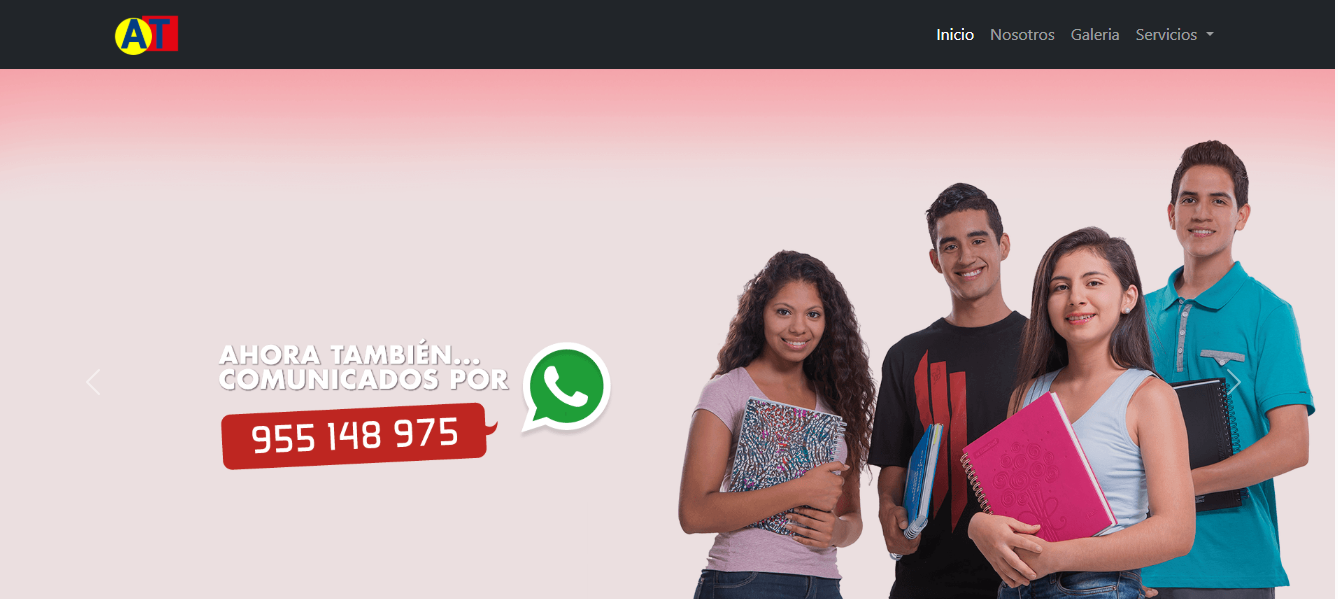 AT
Inicio
Nosotros
Galeria
Servicios
AHORA TAMBIÉN...
COMUNICADOS POR
955 148 975